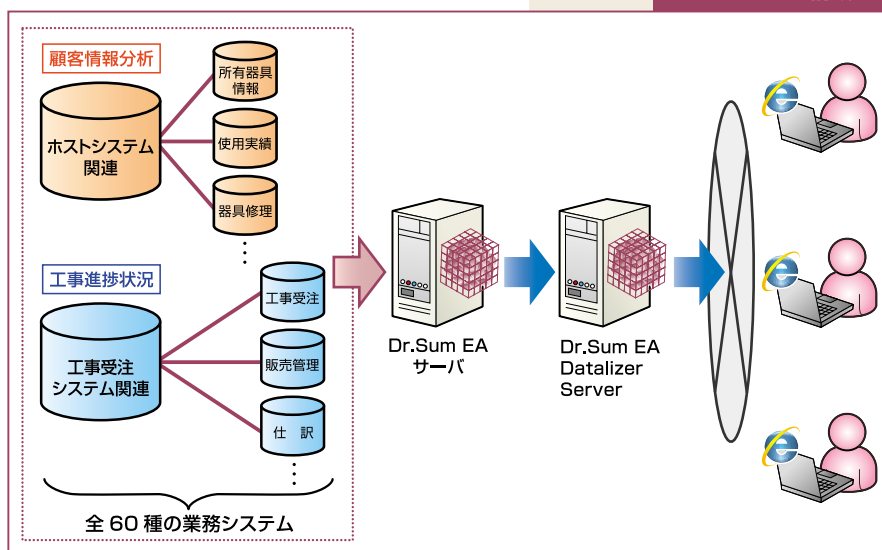 顧客情報分析
ホストシステム
関連
所有器具
情報
使用実績
器具修理
工事進捗状況
工事受注
システム関連
工事受注
販売管理
仕 訳
全 60 種の業務システム
Dr.Sum EA
サーバ
Dr.Sum EA
Datalizer
Server